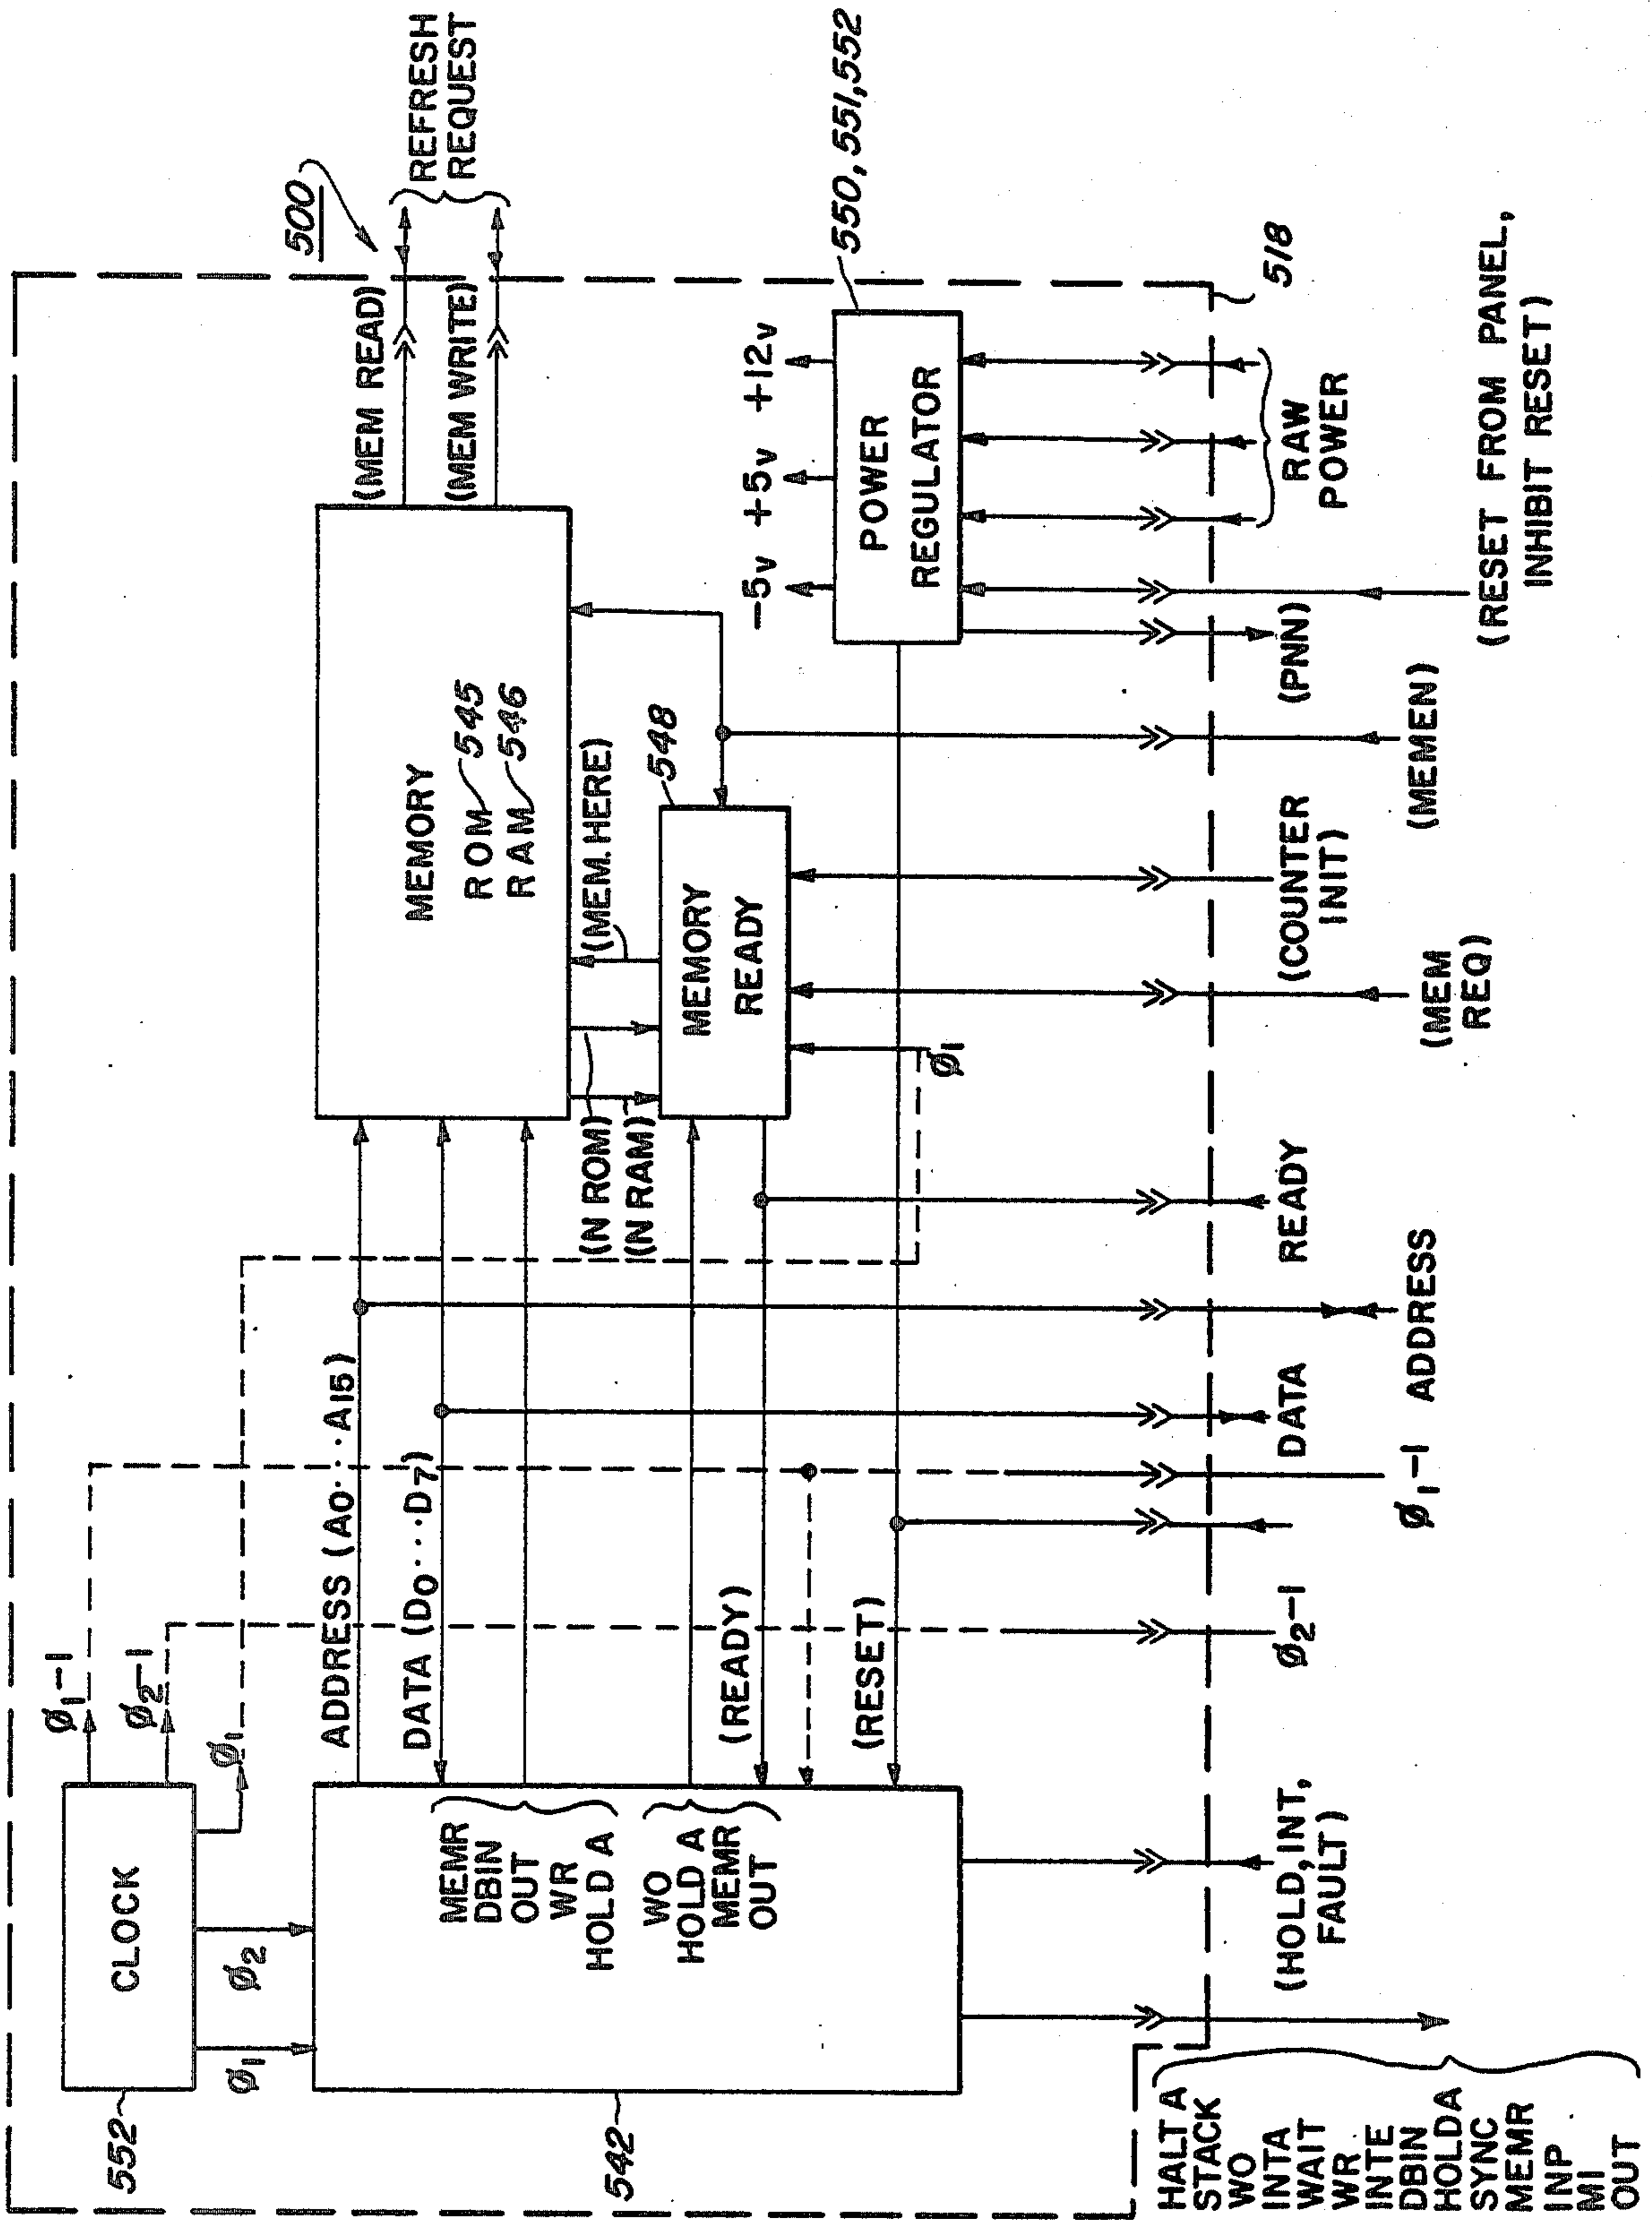 552
CLOCK
Ø1
Ø2
Ø1
Ø1-1
Ø2-1
542
MEMR
DBIN
OUT
WR
HOLD A
WO
HOLD A
MEMR
OUT
ADDRESS (A0···A15)
DATA (D0···D7)
(READY)
(RESET)
MEMORY
ROM 545
RAM 546
(N ROM)
(N RAM)
(MEM. HERE)
548
MEMORY
READY
Ø1
(MEM READ)
(MEM WRITE)
500
REFRESH
REQUEST
-5v +5v +12v
POWER
REGULATOR
550, 551, 552
518
HALT A
STACK
WO
INTA
WAIT
WR
INTE
DBIN
HOLDA
SYNC
MEMR
INP
MI
OUT
(HOLD, INT,
FAULT)
Ø2-1
Ø1-1
DATA
ADDRESS
READY
(MEM
REQ)
(COUNTER
INIT)
(MEMEN)
(PNN)
RAW
POWER
(RESET FROM PANEL,
INHIBIT RESET)